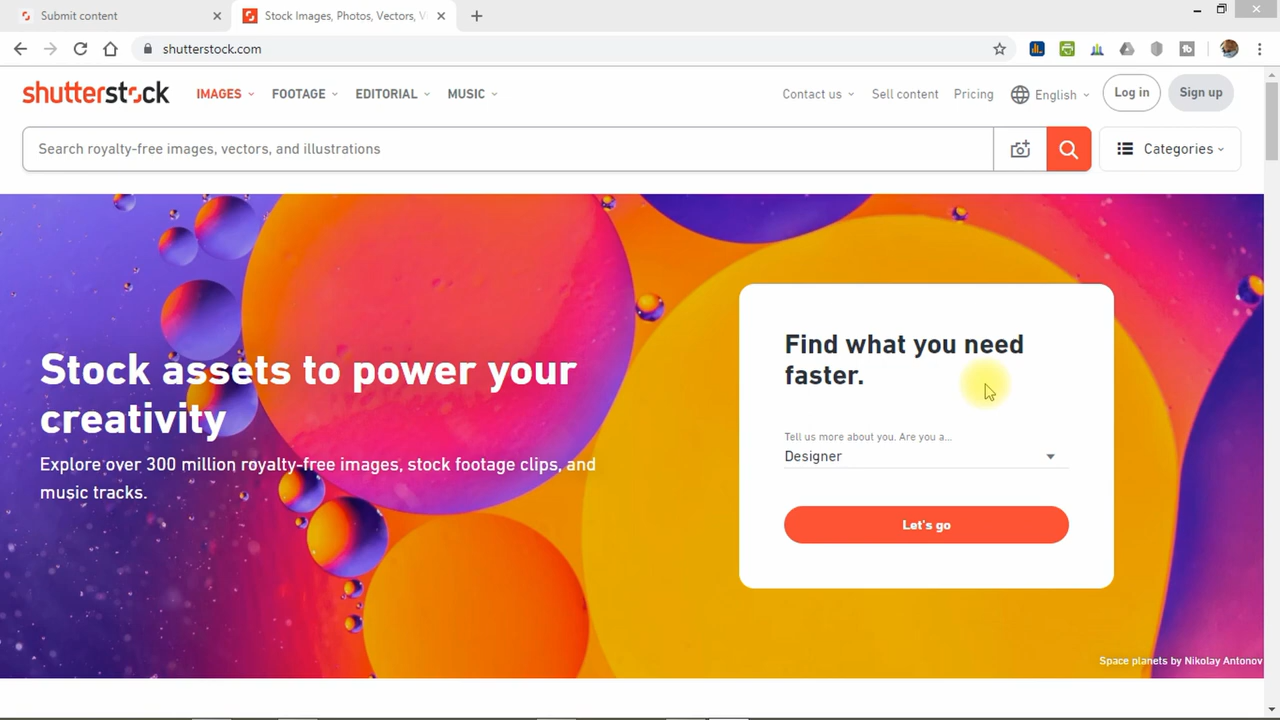 Submit content
Stock Images, Photos, Vectors, V
shutterstock.com
shutterstock
IMAGES
FOOTAGE
EDITORIAL
MUSIC
Contact us
Sell content
Pricing
English
Log in
Sign up
Search royalty-free images, vectors, and illustrations
Categories
Stock assets to power your
creativity
Explore over 300 million royalty-free images, stock footage clips, and
music tracks.
Find what you need
faster.
Tell us more about you. Are you a...
Designer
Let's go
Space planets by Nikolay Antonov